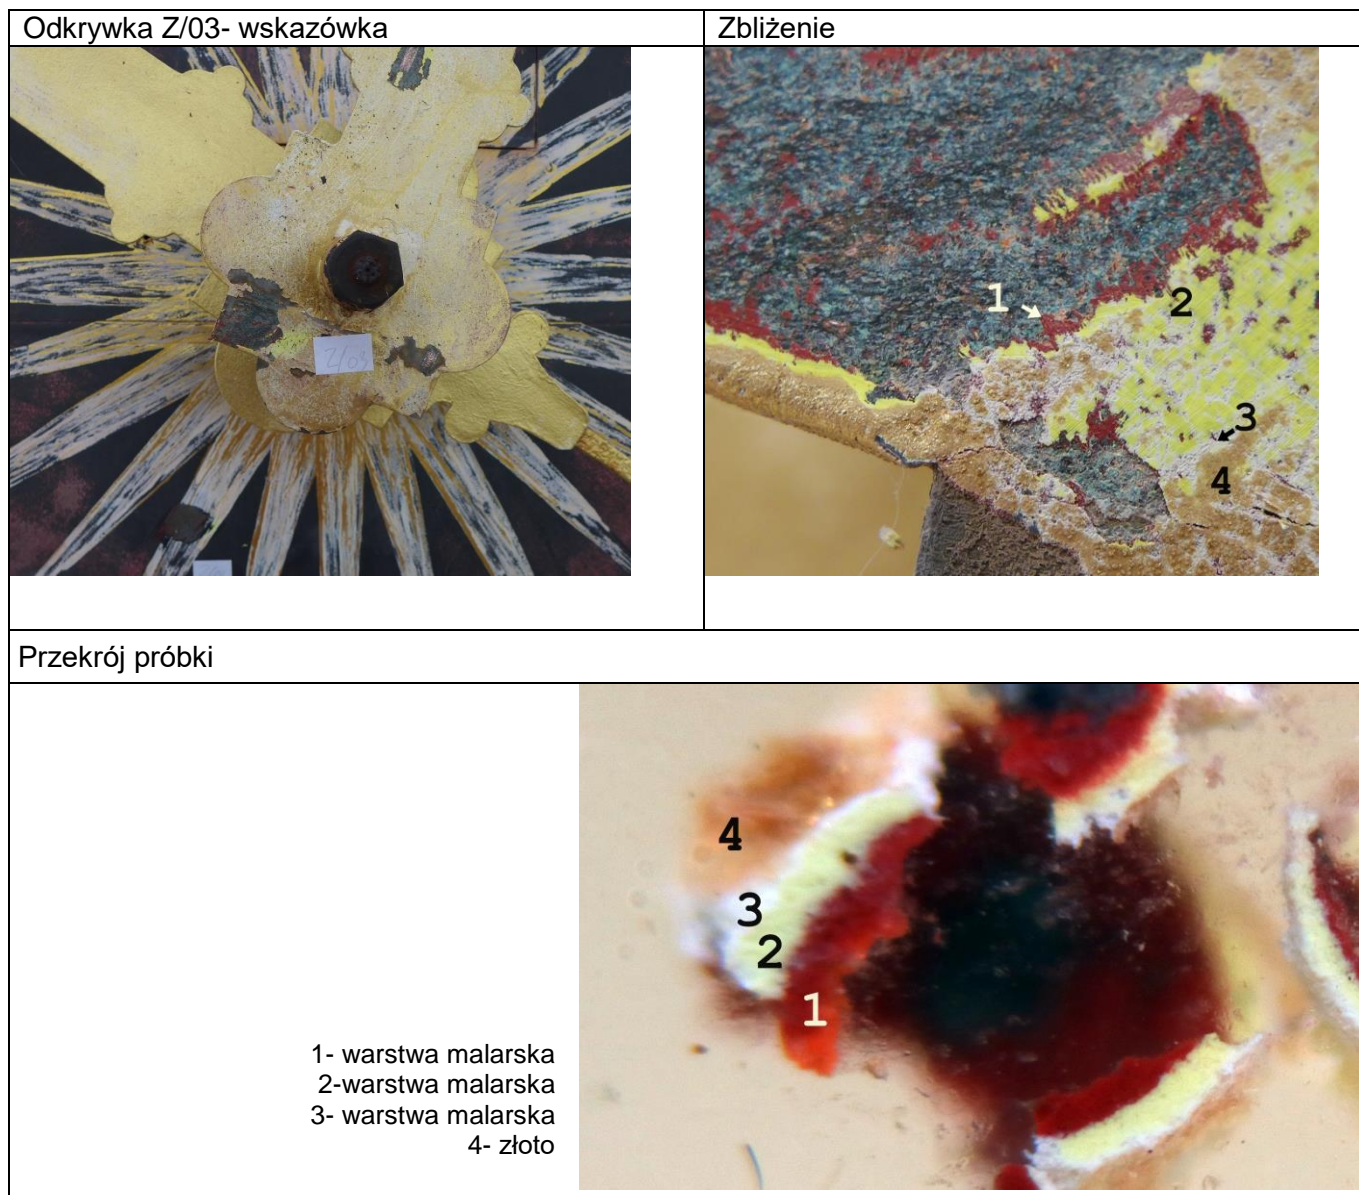 Odkrywka Z/03- wskazówka
Zbliżenie
Z/03
1
2
3
4
Przekrój próbki
4
3
2
1
1- warstwa malarska
2-warstwa malarska
3- warstwa malarska
4- złoto